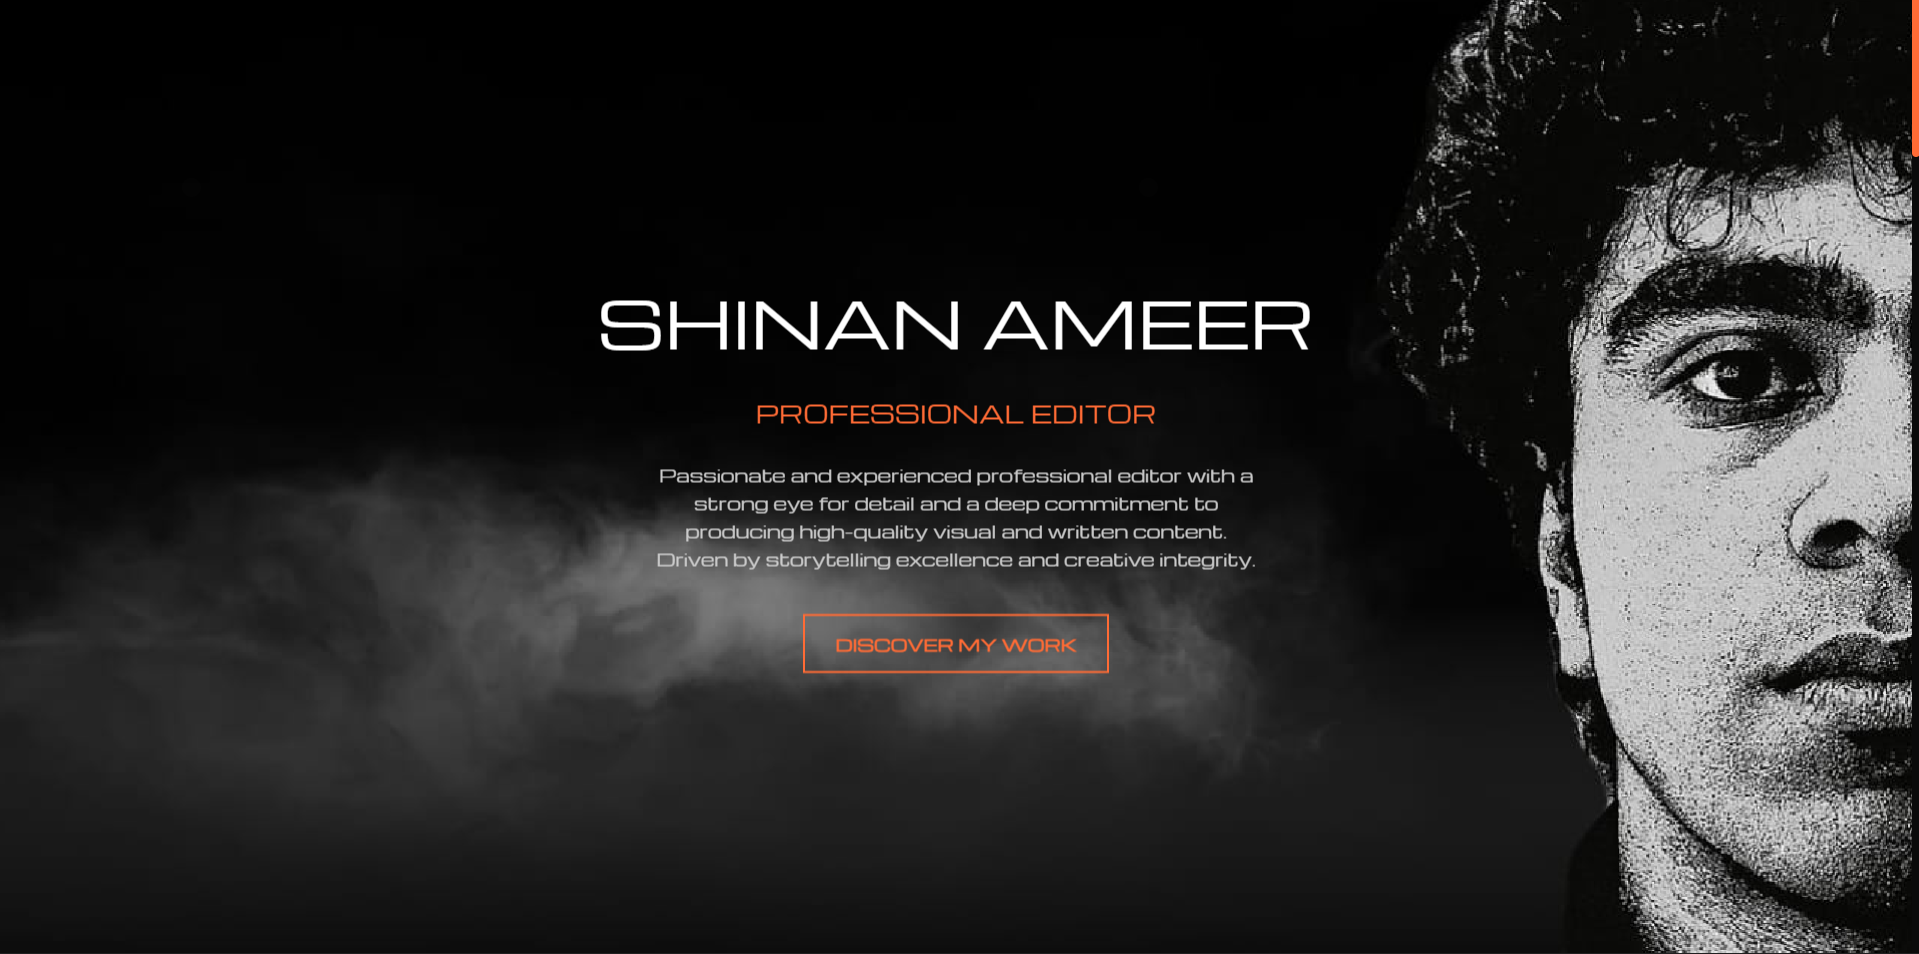 SHINAN AMEER
PROFESSIONAL EDITOR
Passionate and experienced professional editor with a
strong eye for detail and a deep commitment to
producing high-quality visual and written content.
Driven by storytelling excellence and creative integrity.
DISCOVER MY WORK